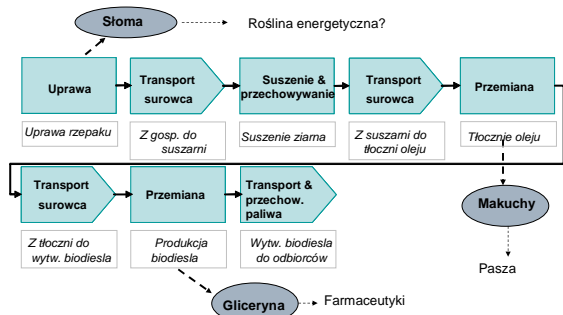 Słoma
Roślina energetyczna?
Uprawa
Transport
surowca
Suszenie &
przechowywanie
Transport
surowca
Przemiana
Uprawa rzepaku
Z gosp. do
suszarni
Suszenie ziarna
Z suszarni do
tłoczni oleju
Tłocznie oleju
Transport
surowca
Przemiana
Transport &
przechow.
paliwa
Makuchy
Z tłoczni do
wytw. biodiesla
Produkcja
biodiesla
Wytw. biodiesla
do odbiorców
Pasza
Gliceryna
Farmaceutyki